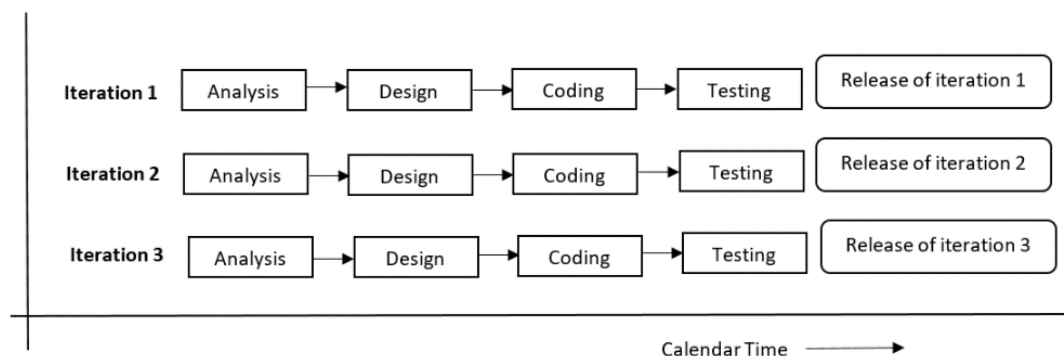 Iteration 1 Analysis Design Coding Testing Release of iteration 1
Iteration 2 Analysis Design Coding Testing Release of iteration 2
Iteration 3 Analysis Design Coding Testing Release of iteration 3
Calendar Time